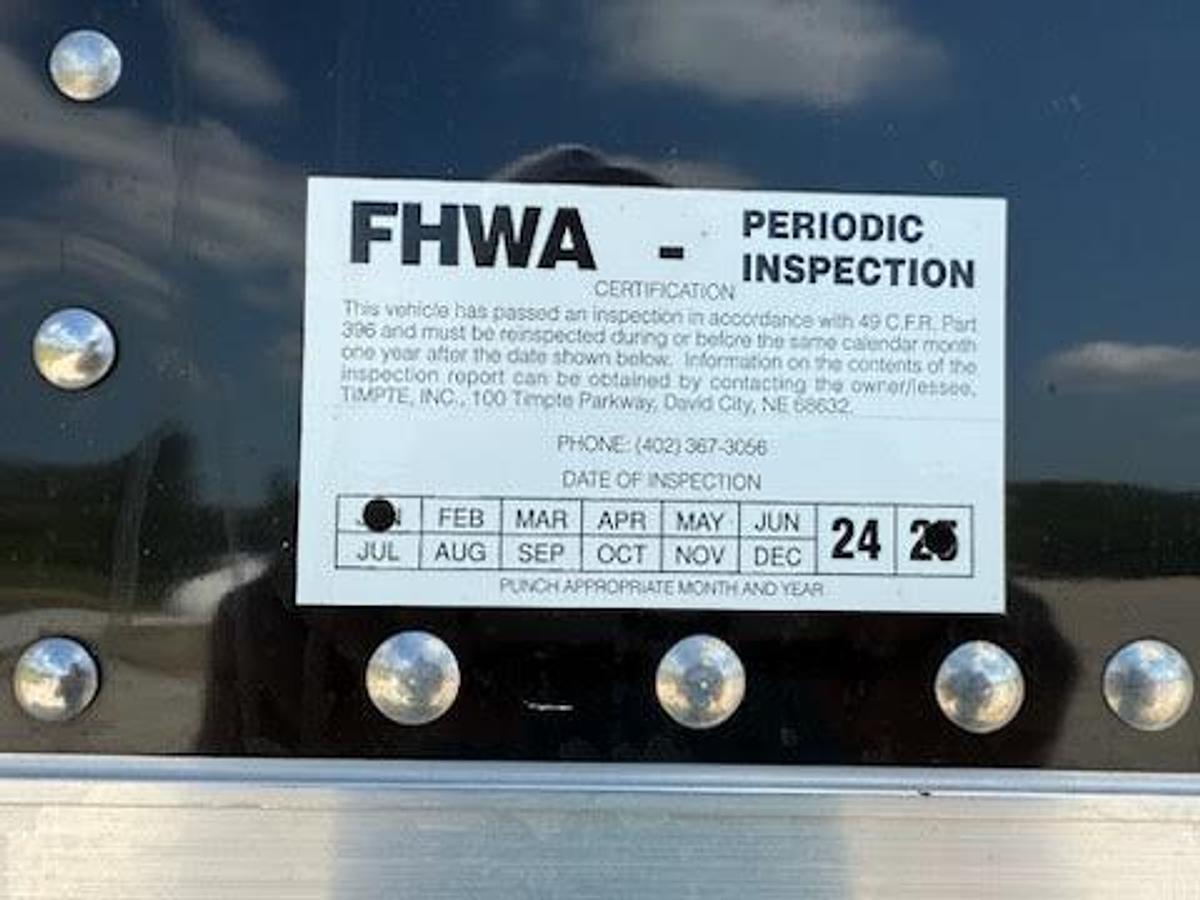 FHWA - PERIODIC
INSPECTION
CERTIFICATION
This vehicle has passed an inspection in accordance with 49 C.F.R. Part
396 and must be reinspected during or before the same calendar month
one year after the date shown below. Information on the contents of the
inspection report can be obtained by contacting the owner/lessee,
TIMPTE, INC., 100 Timpte Parkway, David City, NE 68632.
PHONE: (402) 367-3056
DATE OF INSPECTION
FEB MAR APR MAY JUN 24
JUL AUG SEP OCT NOV DEC
PUNCH APPROPRIATE MONTH AND YEAR